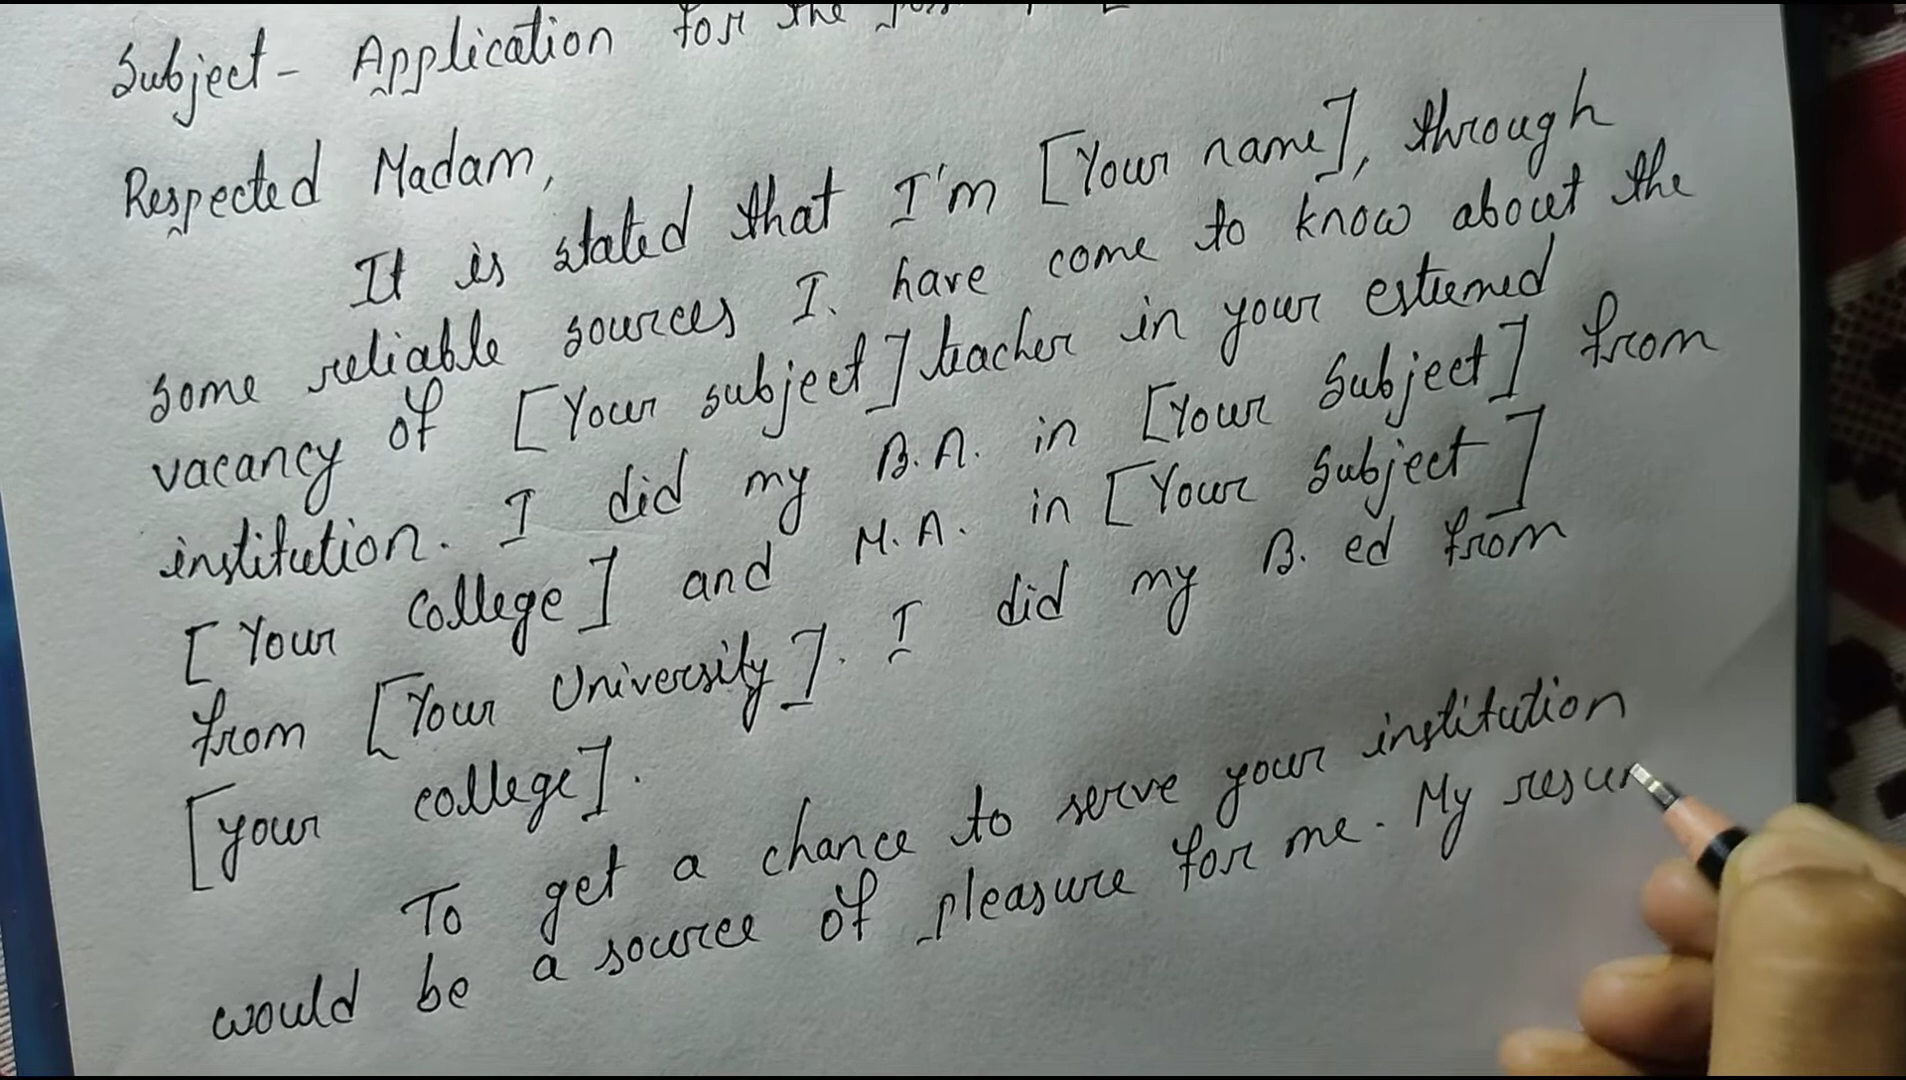 Subject - Application for the
Respected Madam,
It is stated that I'm [Your name], through
some reliable sources I have come to know about the
vacancy of [Your subject] teacher in your esteemed
institution. I did my B.A. in [Your Subject] from
[Your College] and M.A. in [Your Subject]
from [Your University]. I did my B. ed from
[your college].
To get a chance to serve your institution
would be a source of pleasure for me. My resum